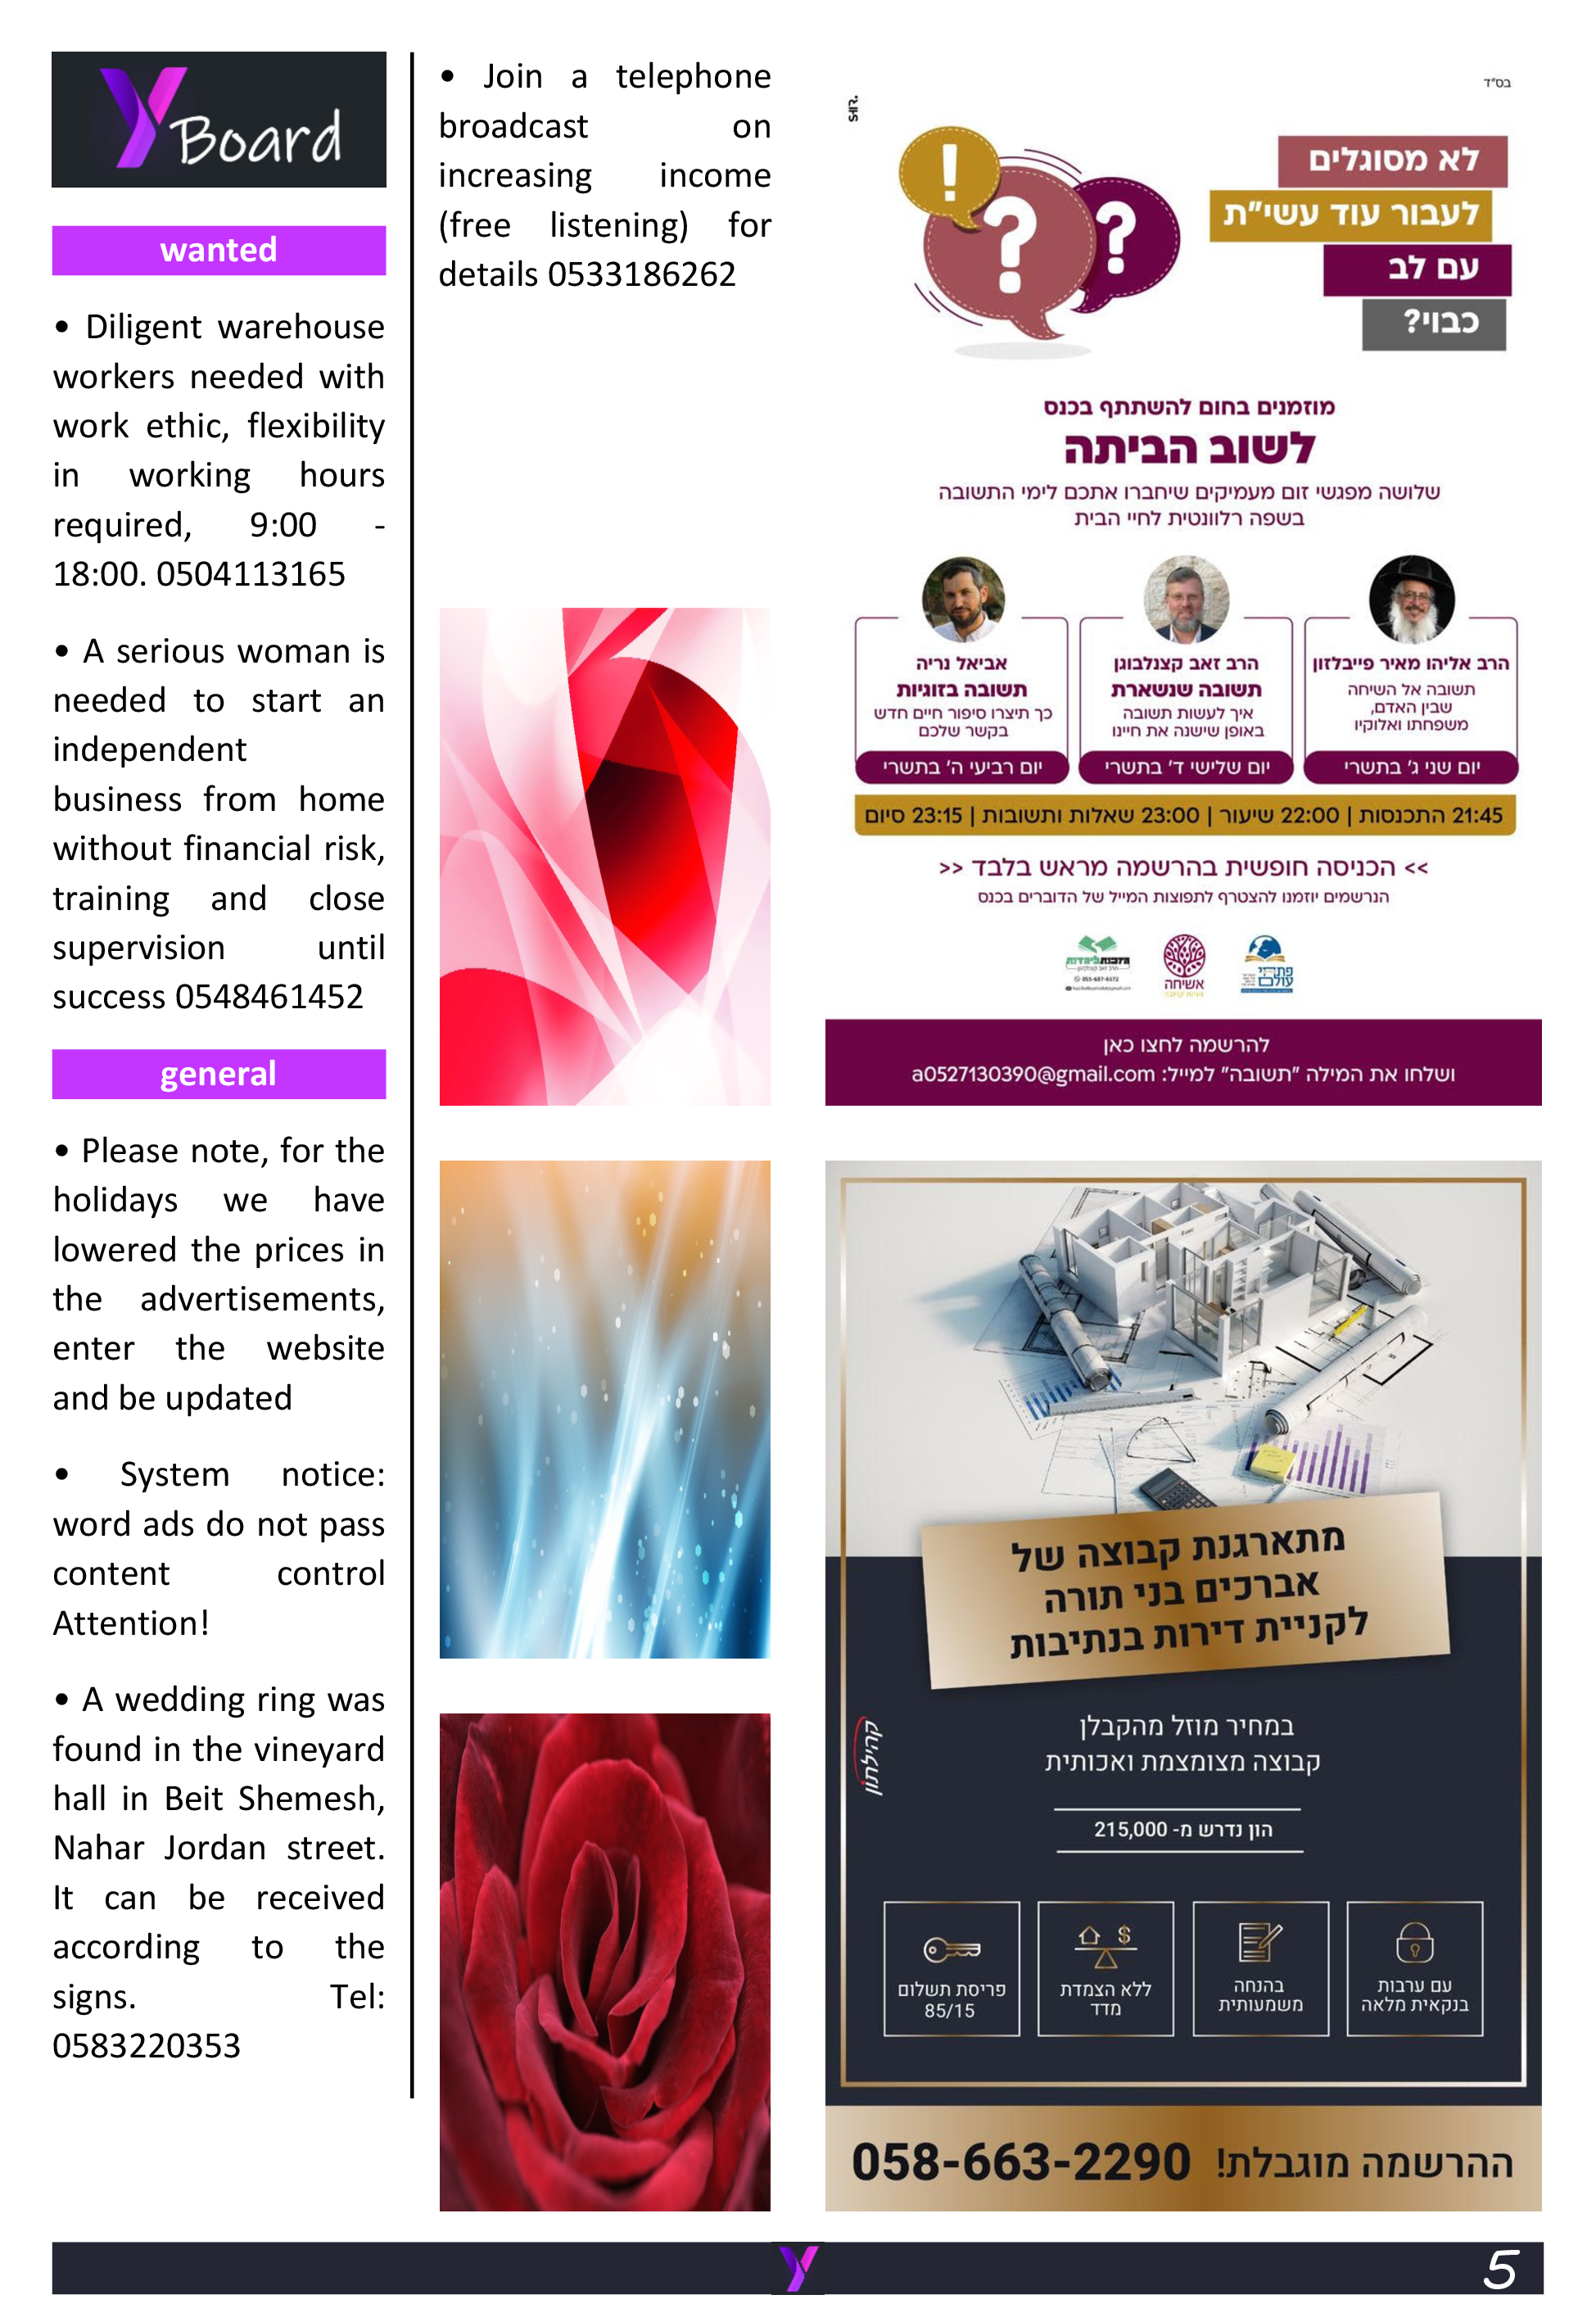 Y Board
wanted
• Diligent warehouse
workers needed with
work ethic, flexibility
in working hours
required, 9:00 -
18:00. 0504113165
• A serious woman is
needed to start an
independent
business from home
without financial risk,
training and close
supervision until
success 0548461452
general
• Please note, for the
holidays we have
lowered the prices in
the advertisements,
enter the website
and be updated
• System notice:
word ads do not pass
content control
Attention!
• A wedding ring was
found in the vineyard
hall in Beit Shemesh,
Nahar Jordan street.
It can be received
according to the
signs. Tel:
0583220353
• Join a telephone
broadcast on
increasing income
(free listening) for
details 0533186262
בס"ד
לא מסוגלים
לעבור עוד עשי"ת
עם לב
כבוי?
מוזמנים בחום להשתתף בכנס
לשוב הביתה
שלושה מפגשי זום מעמיקים שיחברו אתכם לימי התשובה
בשפה רלוונטית לחיי הבית
הרב אליהו מאיר פייבלזון
תשובה אל השיחה
שבין האדם,
משפחתו ואלוקיו
יום שני ג' בתשרי
הרב זאב קצנלבוגן
תשובה שנשארת
איך לעשות תשובה
באופן שישנה את חיינו
יום שלישי ד' בתשרי
אביאל נריה
תשובה בזוגיות
כך תיצרו סיפור חיים חדש
בקשר שלכם
יום רביעי ה' בתשרי
21:45 התכנסות | 22:00 שיעור | 23:00 שאלות ותשובות | 23:15 סיום
>> הכניסה חופשית בהרשמה מראש בלבד <<
הנרשמים יוזמנו להצטרף לתפוצות המייל של הדוברים בכנס
פתחי
עולם
אשיחה
055-687-6572
להרשמה לחצו כאן
ושלחו את המילה "תשובה" למייל: a0527130390@gmail.com
מתארגנת קבוצה של
אברכים בני תורה
לקניית דירות בנתיבות
קהילתון
במחיר מוזל מהקבלן
קבוצה מצומצמת ואכותית
הון נדרש מ- 215,000
עם ערבות
בנקאית מלאה
בהנחה
משמעותית
ללא הצמדת
מדד
פריסת תשלום
85/15
ההרשמה מוגבלת! 058-663-2290
Y
5